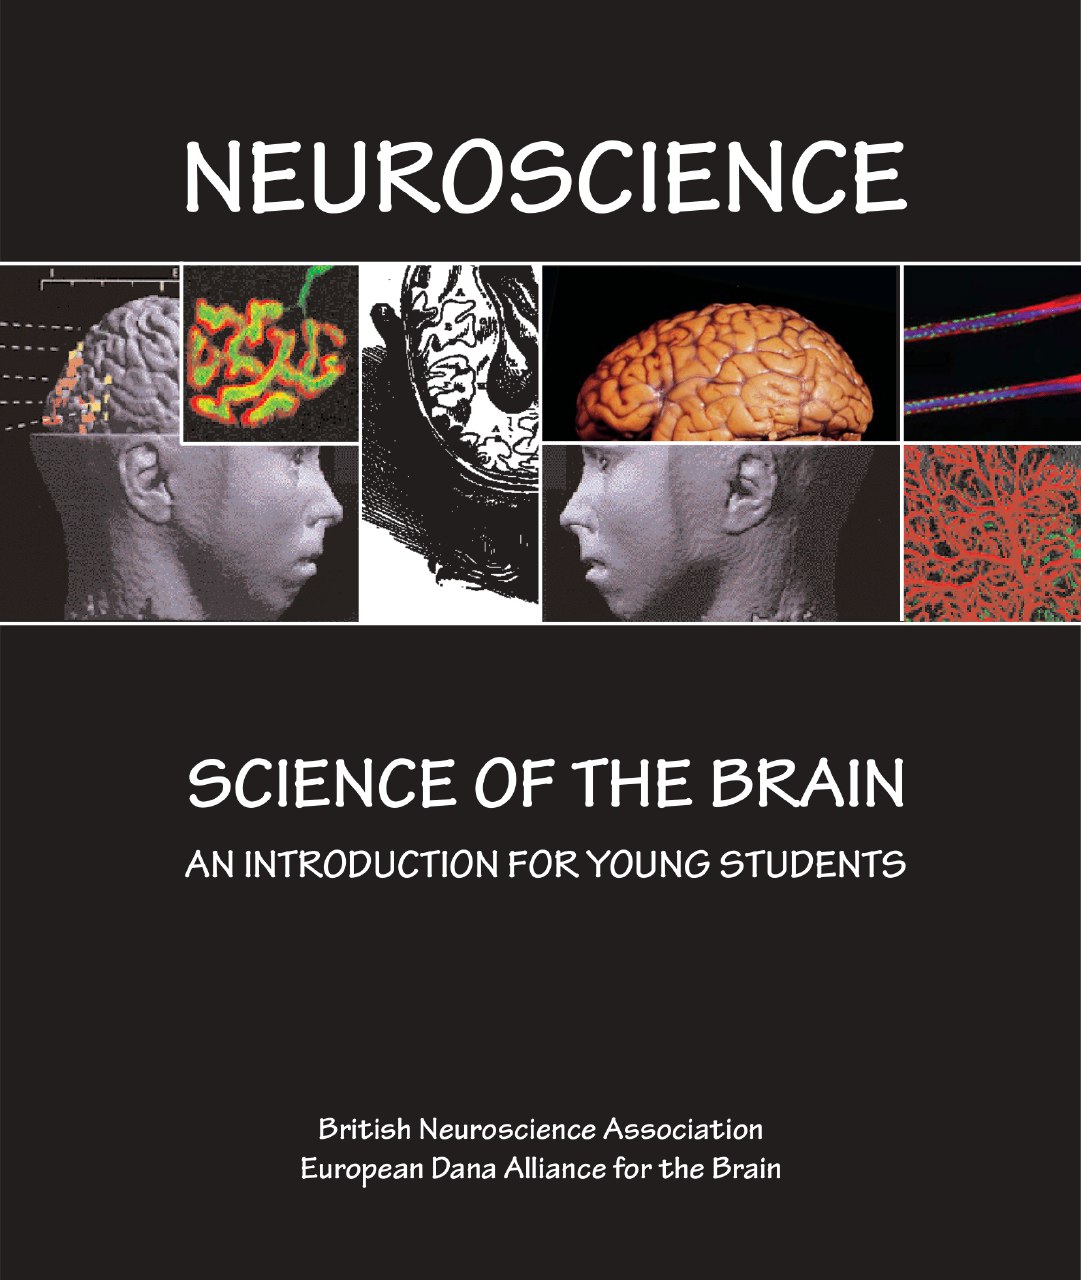 NEUROSCIENCE
SCIENCE OF THE BRAIN
AN INTRODUCTION FOR YOUNG STUDENTS
British Neuroscience Association
European Dana Alliance for the Brain